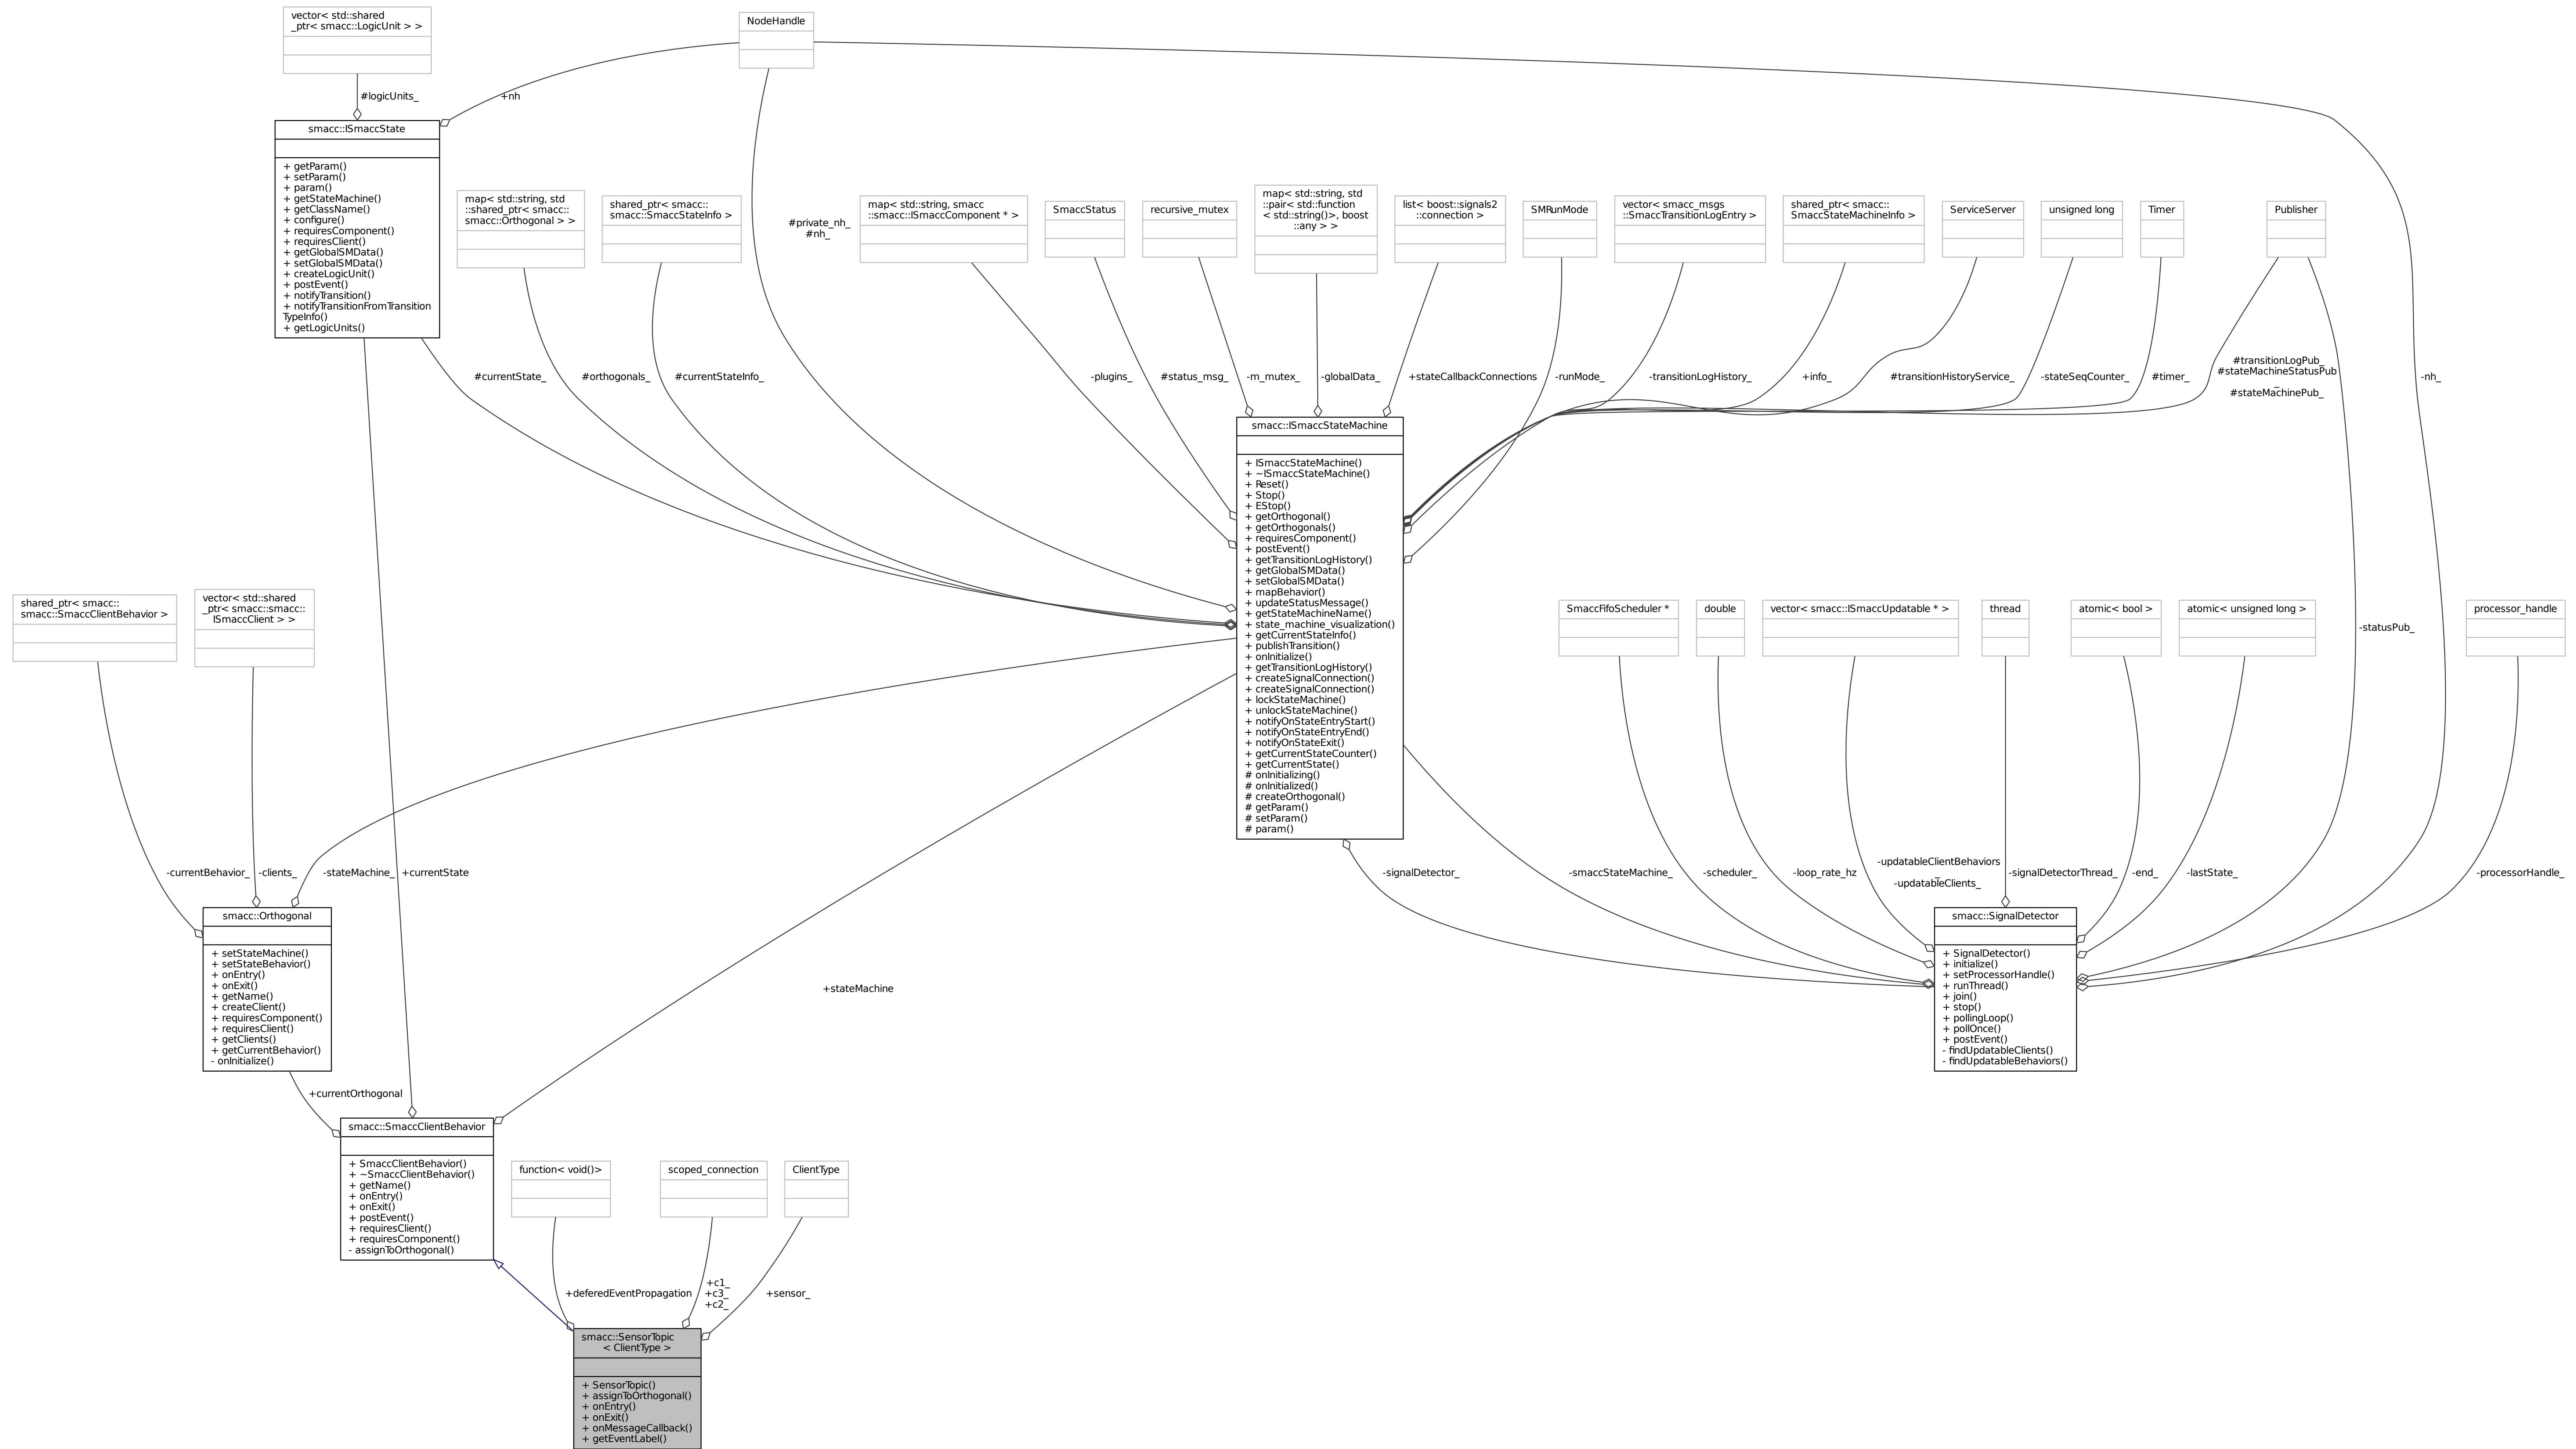 vector< std::shared
_ptr< smacc::LogicUnit > >
NodeHandle
#logicUnits_
+nh
smacc::ISmaccState
+ getParam()
+ setParam()
+ param()
+ getStateMachine()
+ getClassName()
+ configure()
+ requiresComponent()
+ requiresClient()
+ getGlobalSMData()
+ setGlobalSMData()
+ createLogicUnit()
+ postEvent()
+ notifyTransition()
+ notifyTransitionFromTransition
TypeInfo()
+ getLogicUnits()
map< std::string, std
::shared_ptr< smacc::
smacc::Orthogonal > >
shared_ptr< smacc::
smacc::SmaccStateInfo >
#private_nh_
#nh_
map< std::string, smacc
::smacc::ISmaccComponent * >
SmaccStatus
recursive_mutex
map< std::string, std
::pair< std::function
< std::string()>, boost
::any > >
list< boost::signals2
::connection >
SMRunMode
vector< smacc_msgs
::SmaccTransitionLogEntry >
shared_ptr< smacc::
SmaccStateMachineInfo >
ServiceServer
unsigned long
Timer
Publisher
#currentState_
#orthogonals_
#currentStateInfo_
-plugins_
#status_msg_
-m_mutex_
-globalData_
+stateCallbackConnections
-runMode_
-transitionLogHistory_
+info_
#transitionHistoryService_
-stateSeqCounter_
#timer_
#transitionLogPub_
#stateMachineStatusPub
_
#stateMachinePub_
-nh_
smacc::ISmaccStateMachine
+ ISmaccStateMachine()
+ ~ISmaccStateMachine()
+ Reset()
+ Stop()
+ EStop()
+ getOrthogonal()
+ getOrthogonals()
+ requiresComponent()
+ postEvent()
+ getTransitionLogHistory()
+ getGlobalSMData()
+ setGlobalSMData()
+ mapBehavior()
+ updateStatusMessage()
+ getStateMachineName()
+ state_machine_visualization()
+ getCurrentStateInfo()
+ publishTransition()
+ onInitialize()
+ getTransitionLogHistory()
+ createSignalConnection()
+ createSignalConnection()
+ lockStateMachine()
+ unlockStateMachine()
+ notifyOnStateEntryStart()
+ notifyOnStateEntryEnd()
+ notifyOnStateExit()
+ getCurrentStateCounter()
+ getCurrentState()
# onInitializing()
# onInitialized()
# createOrthogonal()
# getParam()
# setParam()
# param()
shared_ptr< smacc::
smacc::SmaccClientBehavior >
vector< std::shared
_ptr< smacc::smacc::
ISmaccClient > >
SmaccFifoScheduler *
double
vector< smacc::ISmaccUpdatable * >
thread
atomic< bool >
atomic< unsigned long >
-statusPub_
processor_handle
-currentBehavior_
-clients_
-stateMachine_
+currentState
-signalDetector_
-smaccStateMachine_
-scheduler_
-loop_rate_hz
-updatableClientBehaviors
_
-updatableClients_
-signalDetectorThread_
-end_
-lastState_
-processorHandle_
smacc::Orthogonal
+ setStateMachine()
+ setStateBehavior()
+ onEntry()
+ onExit()
+ getName()
+ createClient()
+ requiresComponent()
+ requiresClient()
+ getClients()
+ getCurrentBehavior()
- onInitialize()
+stateMachine
smacc::SignalDetector
+ SignalDetector()
+ initialize()
+ setProcessorHandle()
+ runThread()
+ join()
+ stop()
+ pollingLoop()
+ pollOnce()
+ postEvent()
- findUpdatableClients()
- findUpdatableBehaviors()
+currentOrthogonal
smacc::SmaccClientBehavior
+ SmaccClientBehavior()
+ ~SmaccClientBehavior()
+ getName()
+ onEntry()
+ onExit()
+ postEvent()
+ requiresClient()
+ requiresComponent()
- assignToOrthogonal()
function< void()>
scoped_connection
ClientType
+deferedEventPropagation
+c1_
+c3_
+c2_
+sensor_
smacc::SensorTopic
< ClientType >
+ SensorTopic()
+ assignToOrthogonal()
+ onEntry()
+ onExit()
+ onMessageCallback()
+ getEventLabel()